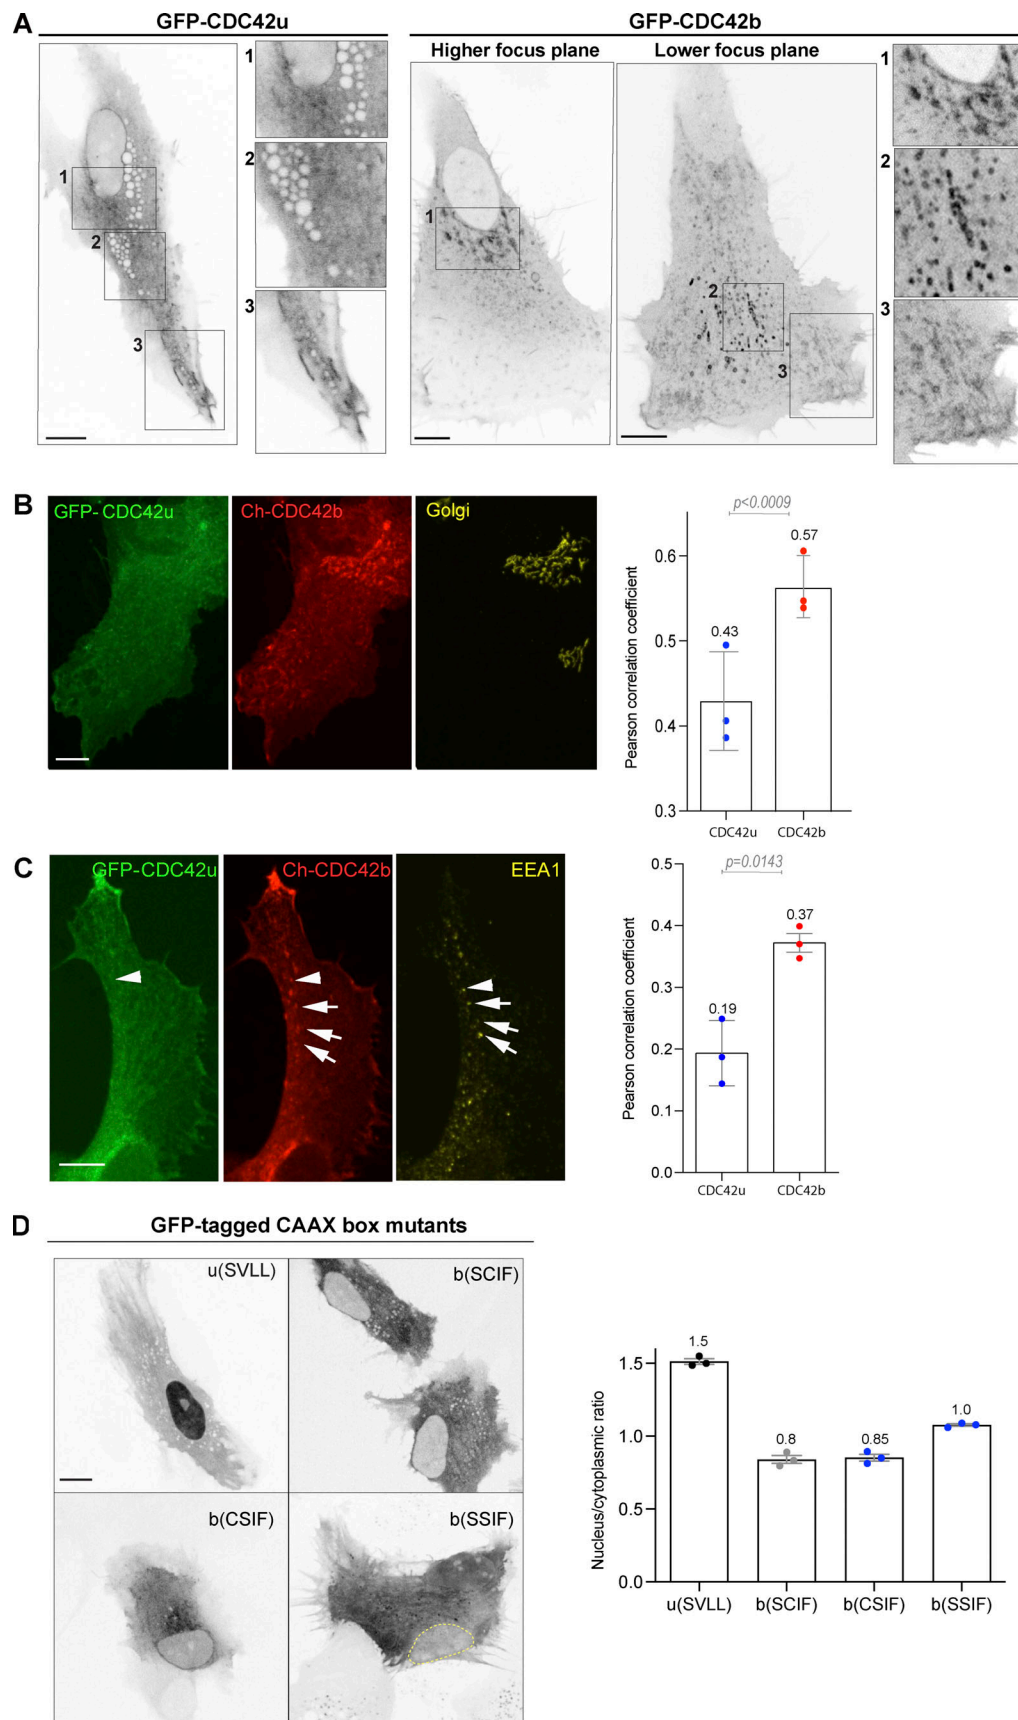 A
GFP-CDC42u
GFP-CDC42b
Higher focus plane
Lower focus plane
1
2
3
1
2
3
1
2
3
1
2
3
B
GFP- CDC42u
Ch-CDC42b
Golgi
Pearson correlation coefficient
p<0.0009
0.57
0.43
0.6
0.5
0.4
0.3
CDC42u
CDC42b
C
GFP-CDC42u
Ch-CDC42b
EEA1
Pearson correlation coefficient
p=0.0143
0.37
0.19
0.5
0.4
0.3
0.2
0.1
0.0
CDC42u
CDC42b
D
GFP-tagged CAAX box mutants
u(SVLL)
b(SCIF)
b(CSIF)
b(SSIF)
Nucleus/cytoplasmic ratio
1.5
0.8
0.85
1.0
1.5
1.0
0.5
0.0
u(SVLL)
b(SCIF)
b(CSIF)
b(SSIF)